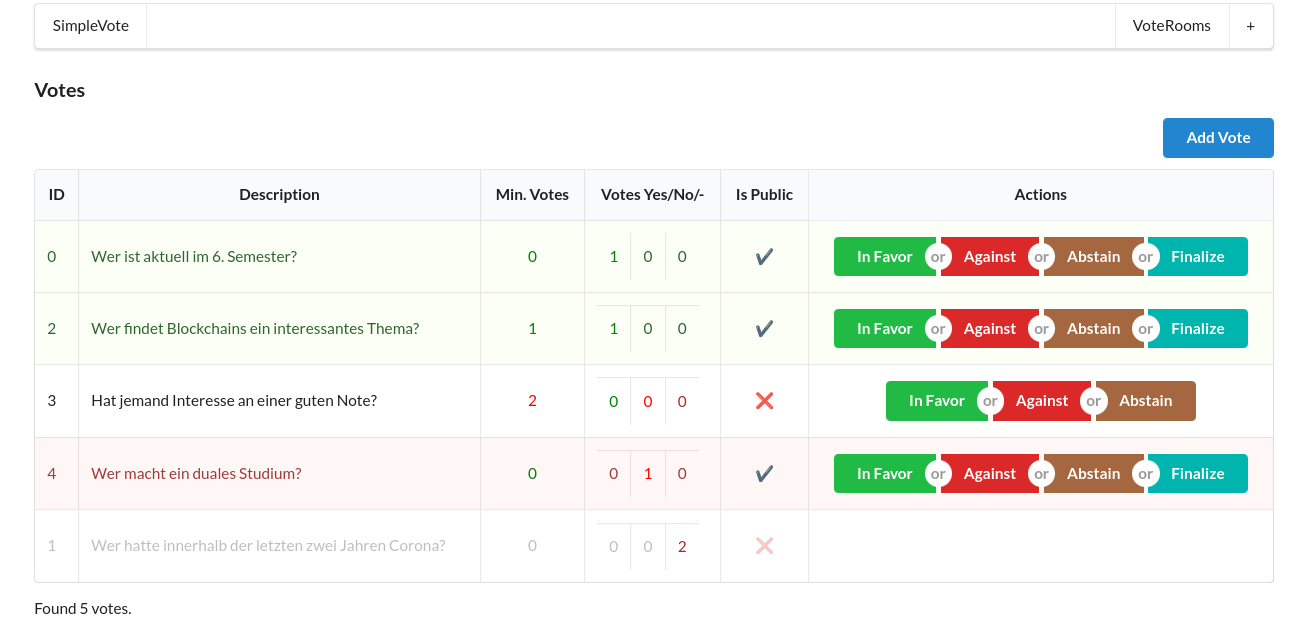 SimpleVote VoteRooms +
Votes
Add Vote
ID Description Min. Votes Votes Yes/No/- Is Public Actions
0 Wer ist aktuell im 6. Semester? 0 1 0 0 ✔ In Favor or Against or Abstain or Finalize
2 Wer findet Blockchains ein interessantes Thema? 1 1 0 0 ✔ In Favor or Against or Abstain or Finalize
3 Hat jemand Interesse an einer guten Note? 2 0 0 0 ❌ In Favor or Against or Abstain
4 Wer macht ein duales Studium? 0 0 1 0 ✔ In Favor or Against or Abstain or Finalize
1 Wer hatte innerhalb der letzten zwei Jahren Corona? 0 0 0 2 ❌
Found 5 votes.